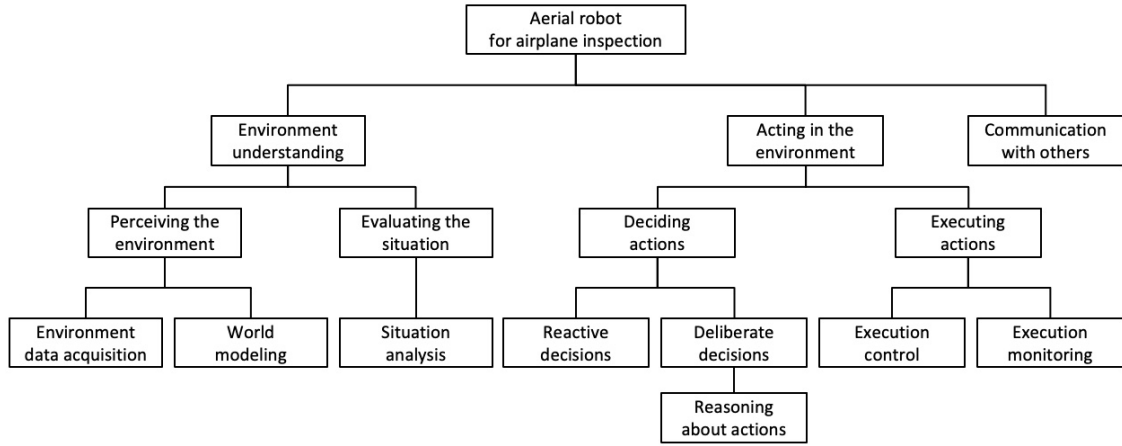 Aerial robot
for airplane inspection
Environment
understanding
Acting in the
environment
Communication
with others
Perceiving the
environment
Evaluating the
situation
Deciding
actions
Executing
actions
Environment
data acquisition
World
modeling
Situation
analysis
Reactive
decisions
Deliberate
decisions
Execution
control
Execution
monitoring
Reasoning
about actions